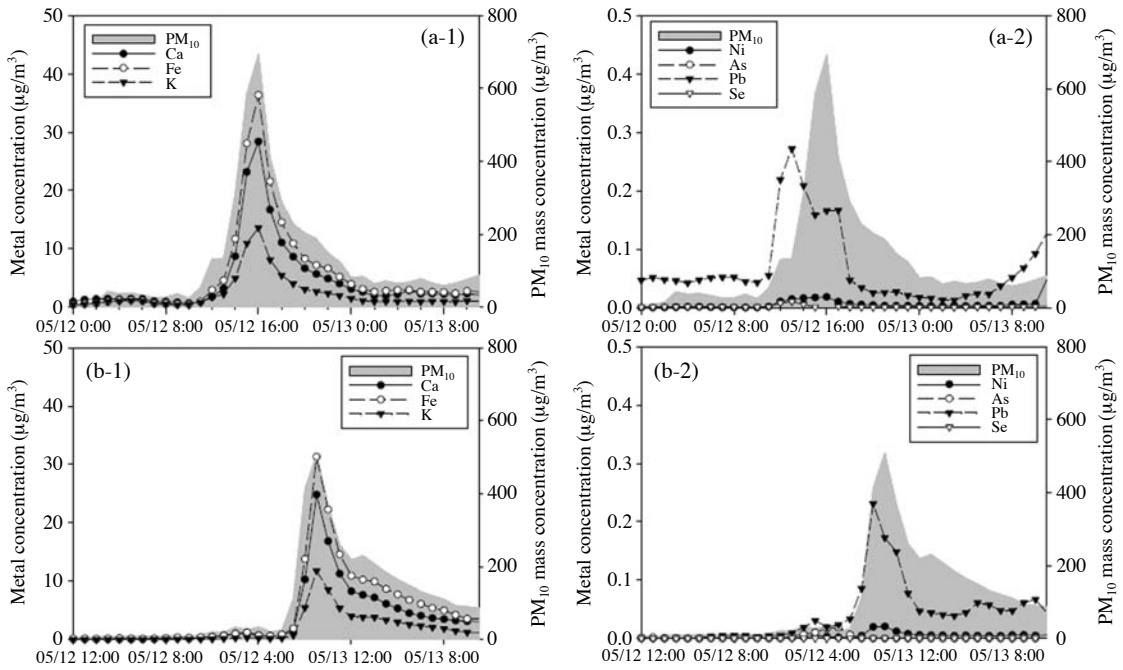 (a-1)
PM10
Ca
Fe
K
Metal concentration (μg/m³)
50
40
30
20
10
0
PM10 mass concentration (μg/m³)
800
600
400
200
0
05/12 0:00 05/12 8:00 05/12 16:00 05/13 0:00 05/13 8:00
(a-2)
PM10
Ni
As
Pb
Se
Metal concentration (μg/m³)
0.5
0.4
0.3
0.2
0.1
0.0
PM10 mass concentration (μg/m³)
800
600
400
200
0
05/12 0:00 05/12 8:00 05/12 16:00 05/13 0:00 05/13 8:00
(b-1)
PM10
Ca
Fe
K
Metal concentration (μg/m³)
50
40
30
20
10
0
PM10 mass concentration (μg/m³)
800
600
400
200
0
05/12 12:00 05/12 8:00 05/12 4:00 05/13 12:00 05/13 8:00
(b-2)
PM10
Ni
As
Pb
Se
Metal concentration (μg/m³)
0.5
0.4
0.3
0.2
0.1
0.0
PM10 mass concentration (μg/m³)
800
600
400
200
0
05/12 12:00 05/12 8:00 05/12 4:00 05/13 12:00 05/13 8:00